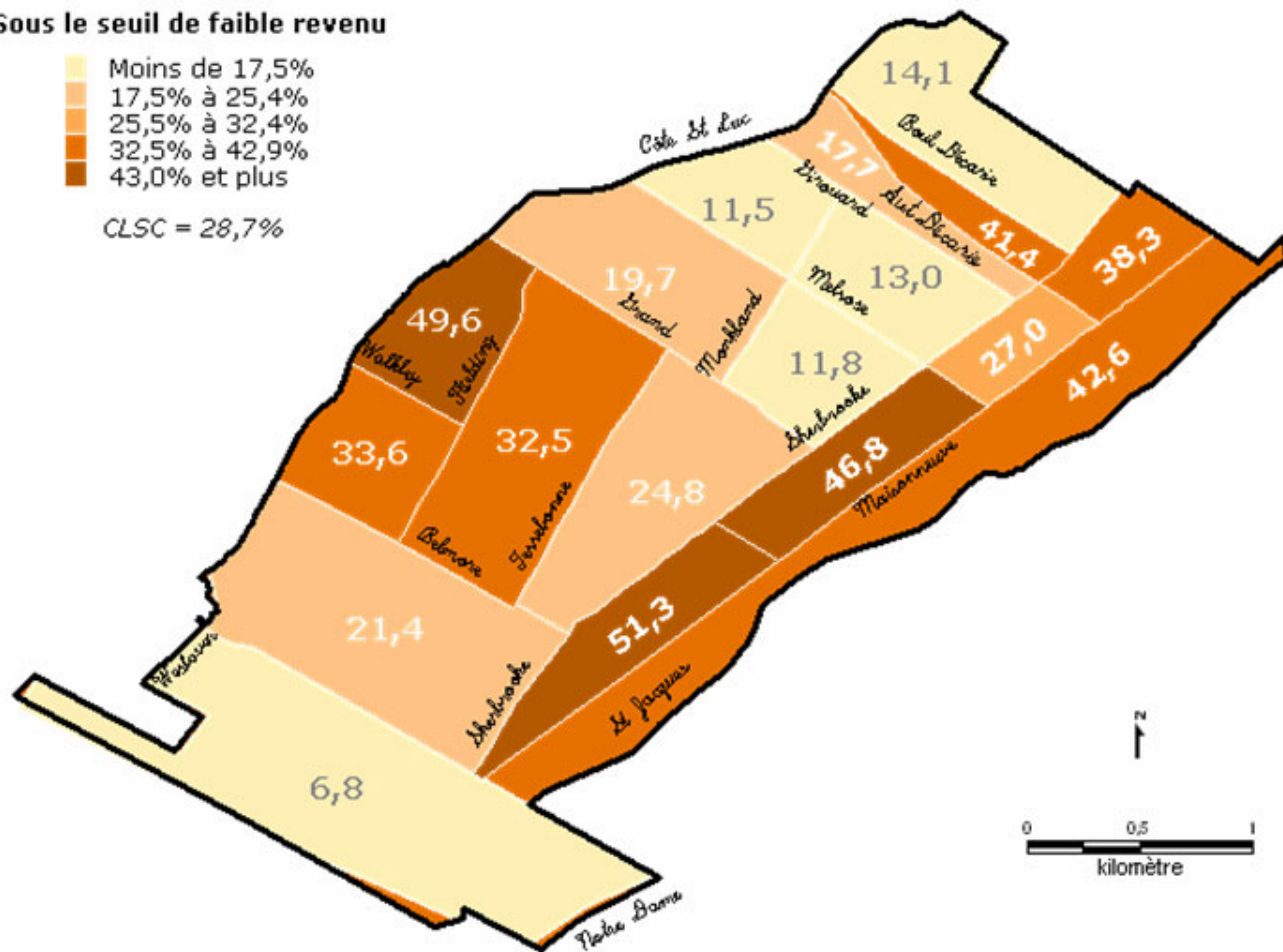 Sous le seuil de faible revenu
Moins de 17,5%
17,5% à 25,4%
25,5% à 32,4%
32,5% à 42,9%
43,0% et plus
CLSC = 28,7%
14,1
Côte St Luc
Boul Décarie
17,7
Girouard
Aut Décarie
11,5
41,4
38,3
13,0
19,7
Melrose
Grand
Monkland
49,6
27,0
11,8
42,6
Walkley
Fielding
Sherbrooke
33,6
32,5
46,8
24,8
Maisonneuve
Belmore
Terrebonne
51,3
21,4
Westover
Sherbrooke
St Jacques
6,8
Notre Dame
z
0 0,5 1
kilomètre